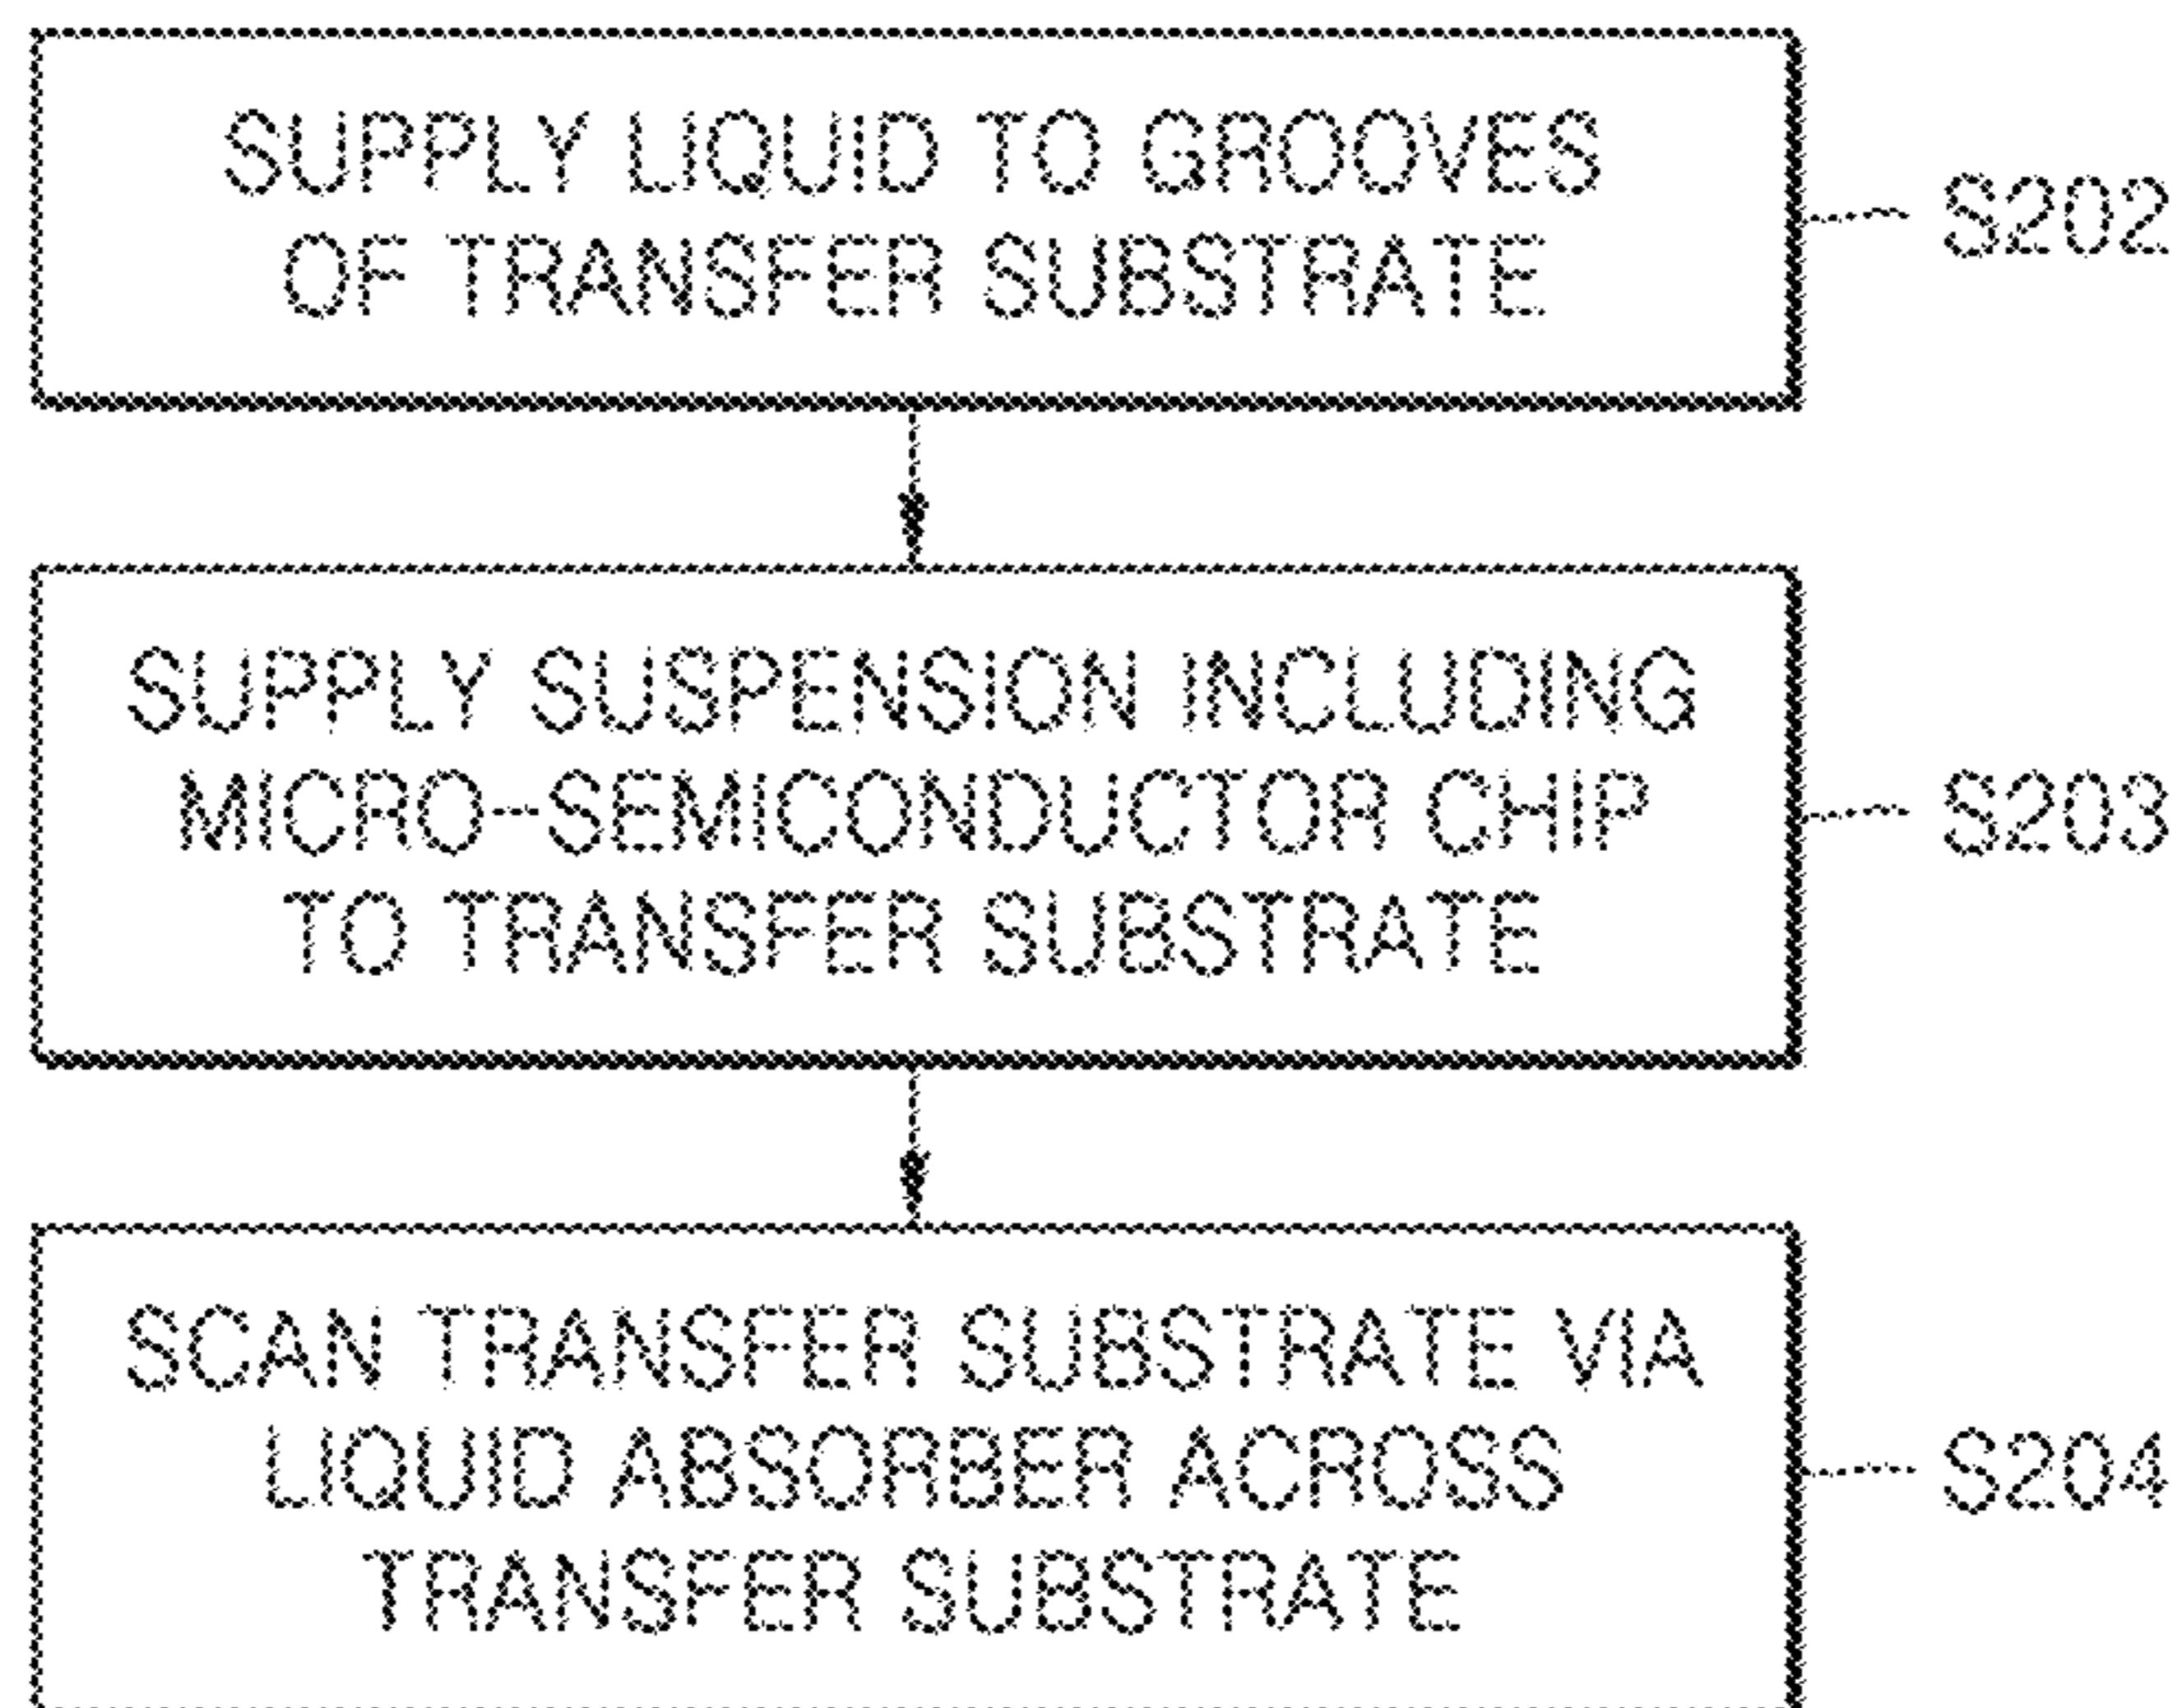 SUPPLY LIQUID TO GROOVES
OF TRANSFER SUBSTRATE
S202
SUPPLY SUSPENSION INCLUDING
MICRO-SEMICONDUCTOR CHIP
TO TRANSFER SUBSTRATE
S203
SCAN TRANSFER SUBSTRATE VIA
LIQUID ABSORBER ACROSS
TRANSFER SUBSTRATE
S204